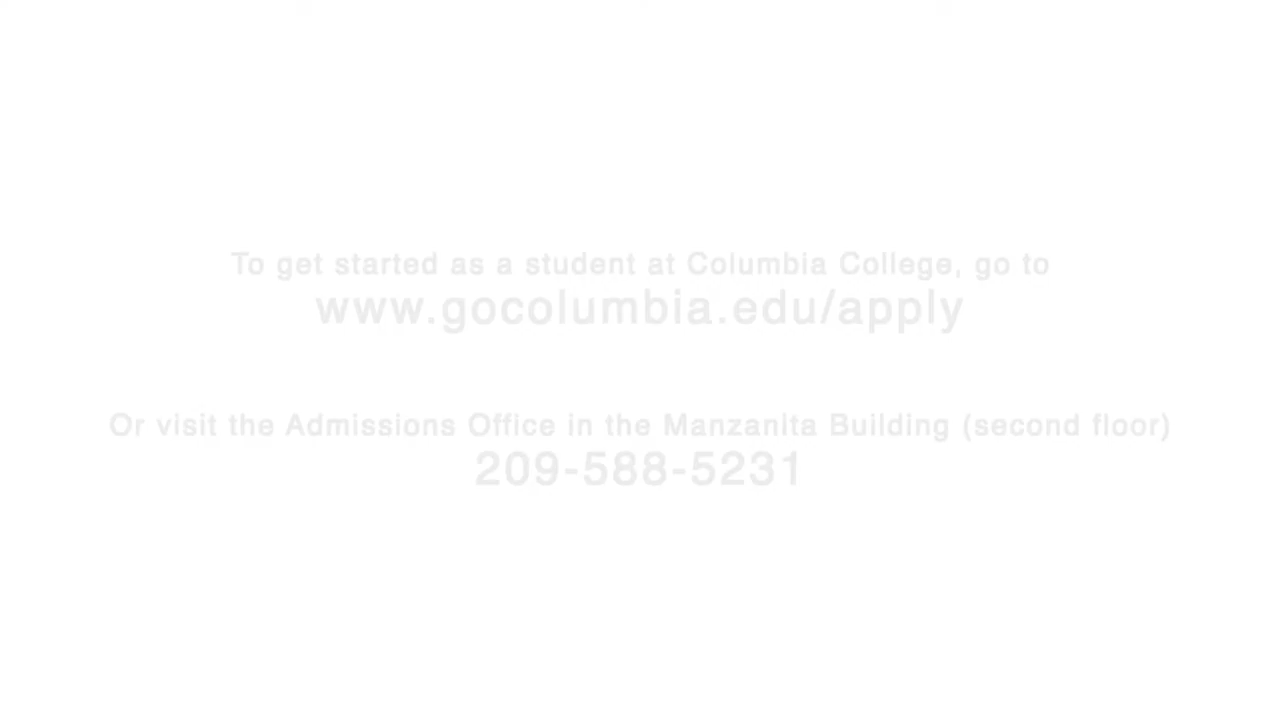 To get started as a student at Columbia College, go to
www.gocolumbia.edu/apply
Or visit the Admissions Office in the Manzanita Building (second floor)
209-588-5231